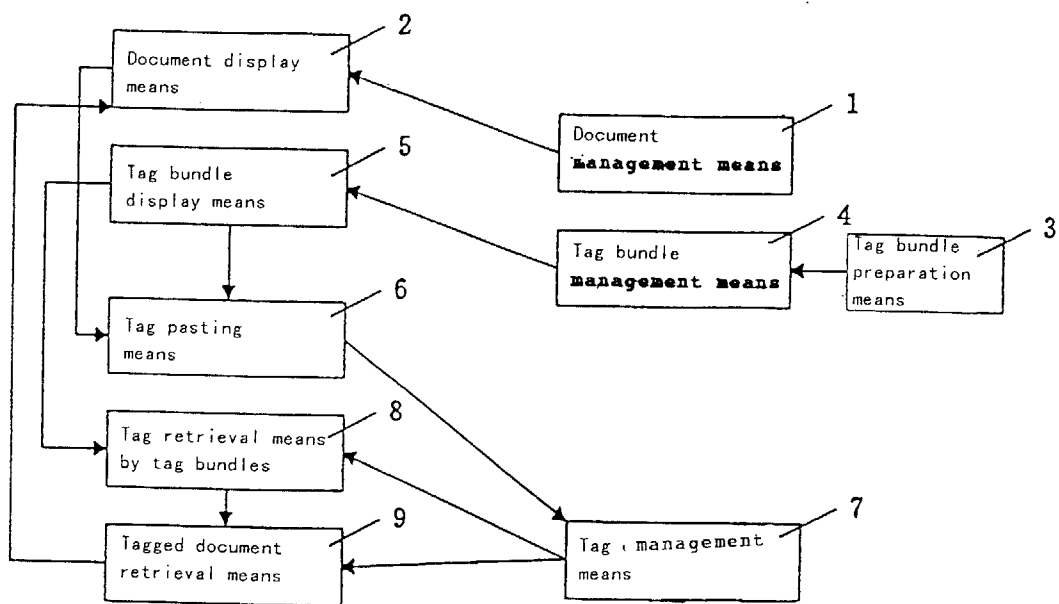 2
Document display
means
1
Document
management means
5
Tag bundle
display means
4
Tag bundle
management means
3
Tag bundle
preparation
means
6
Tag pasting
means
8
Tag retrieval means
by tag bundles
9
Tagged document
retrieval means
7
Tag management
means